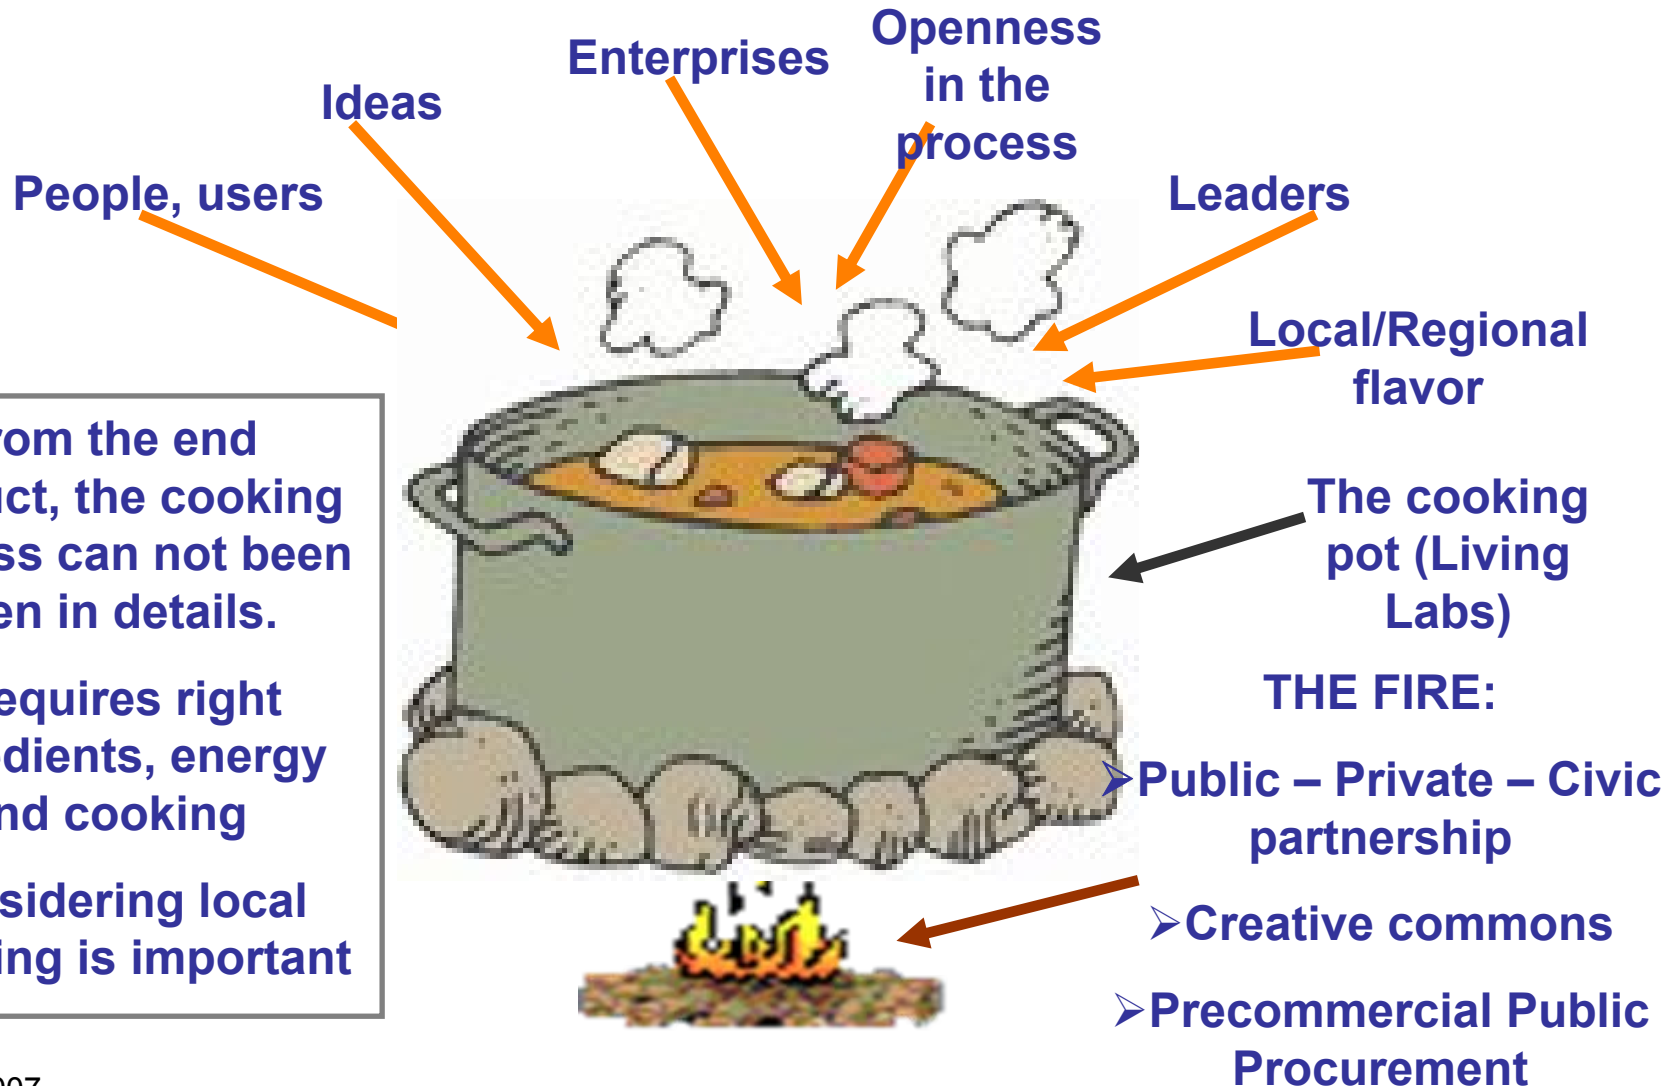 Openness
in the
process
Enterprises
Ideas
People, users
Leaders
Local/Regional
flavor
rom the end
uct, the cooking
ss can not been
en in details.
equires right
edients, energy
nd cooking
sidering local
ing is important
The cooking
pot (Living
Labs)
THE FIRE:
➢Public – Private – Civic
partnership
➢Creative commons
➢Precommercial Public
Procurement